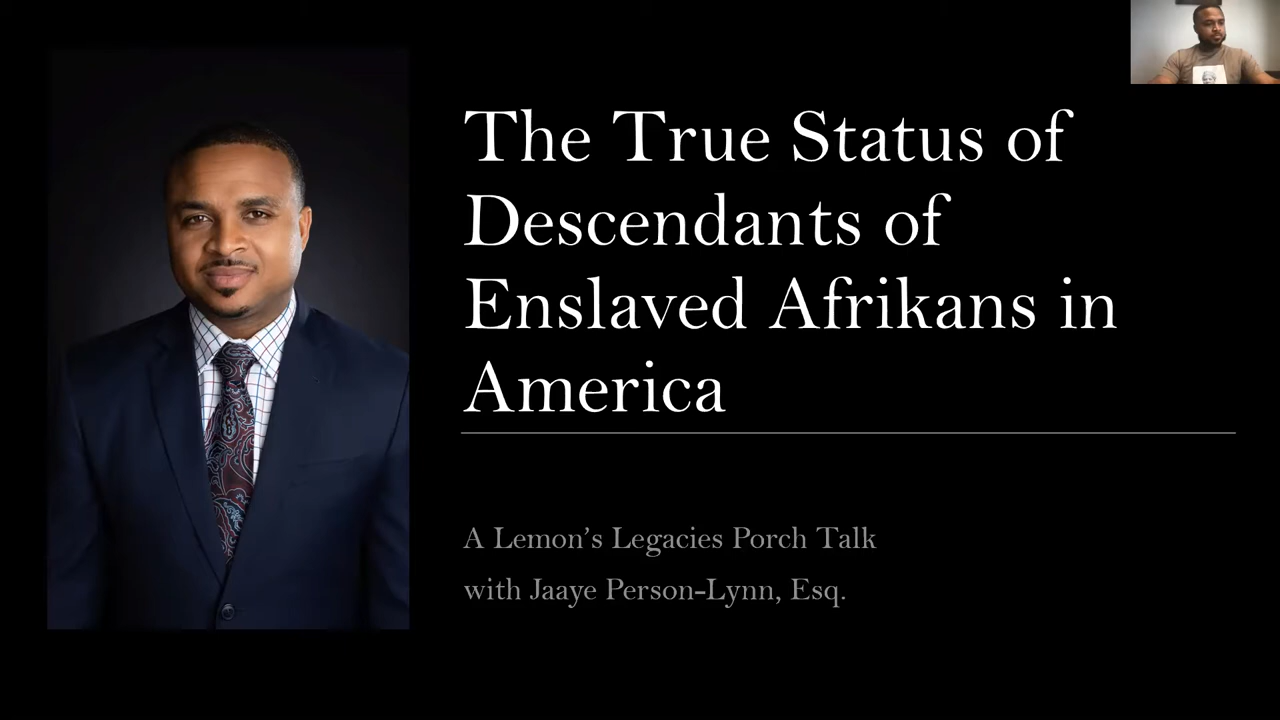 The True Status of
Descendants of
Enslaved Afrikans in
America
A Lemon’s Legacies Porch Talk
with Jaaye Person-Lynn, Esq.